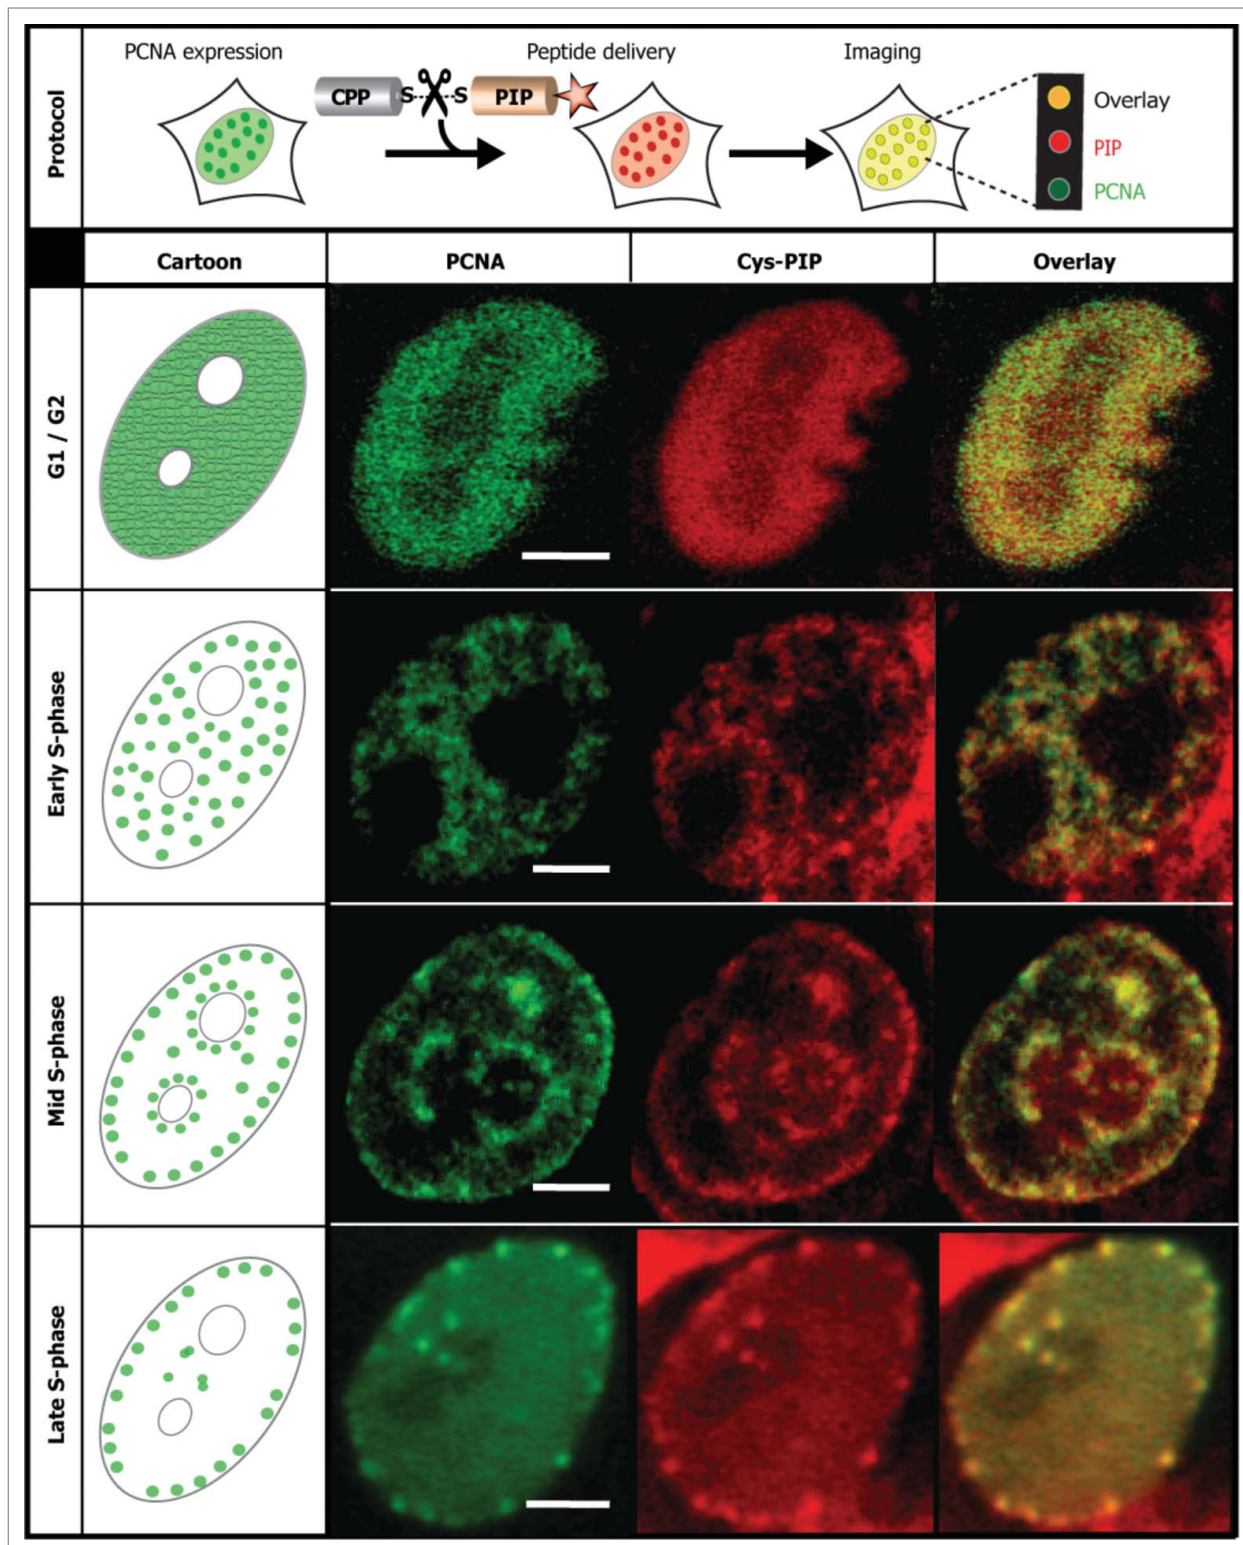 PCNA expression
Peptide delivery
Imaging
Protocol
CPP
S
S
PIP
Overlay
PIP
PCNA
Cartoon
PCNA
Cys-PIP
Overlay
G1 / G2
Early S-phase
Mid S-phase
Late S-phase